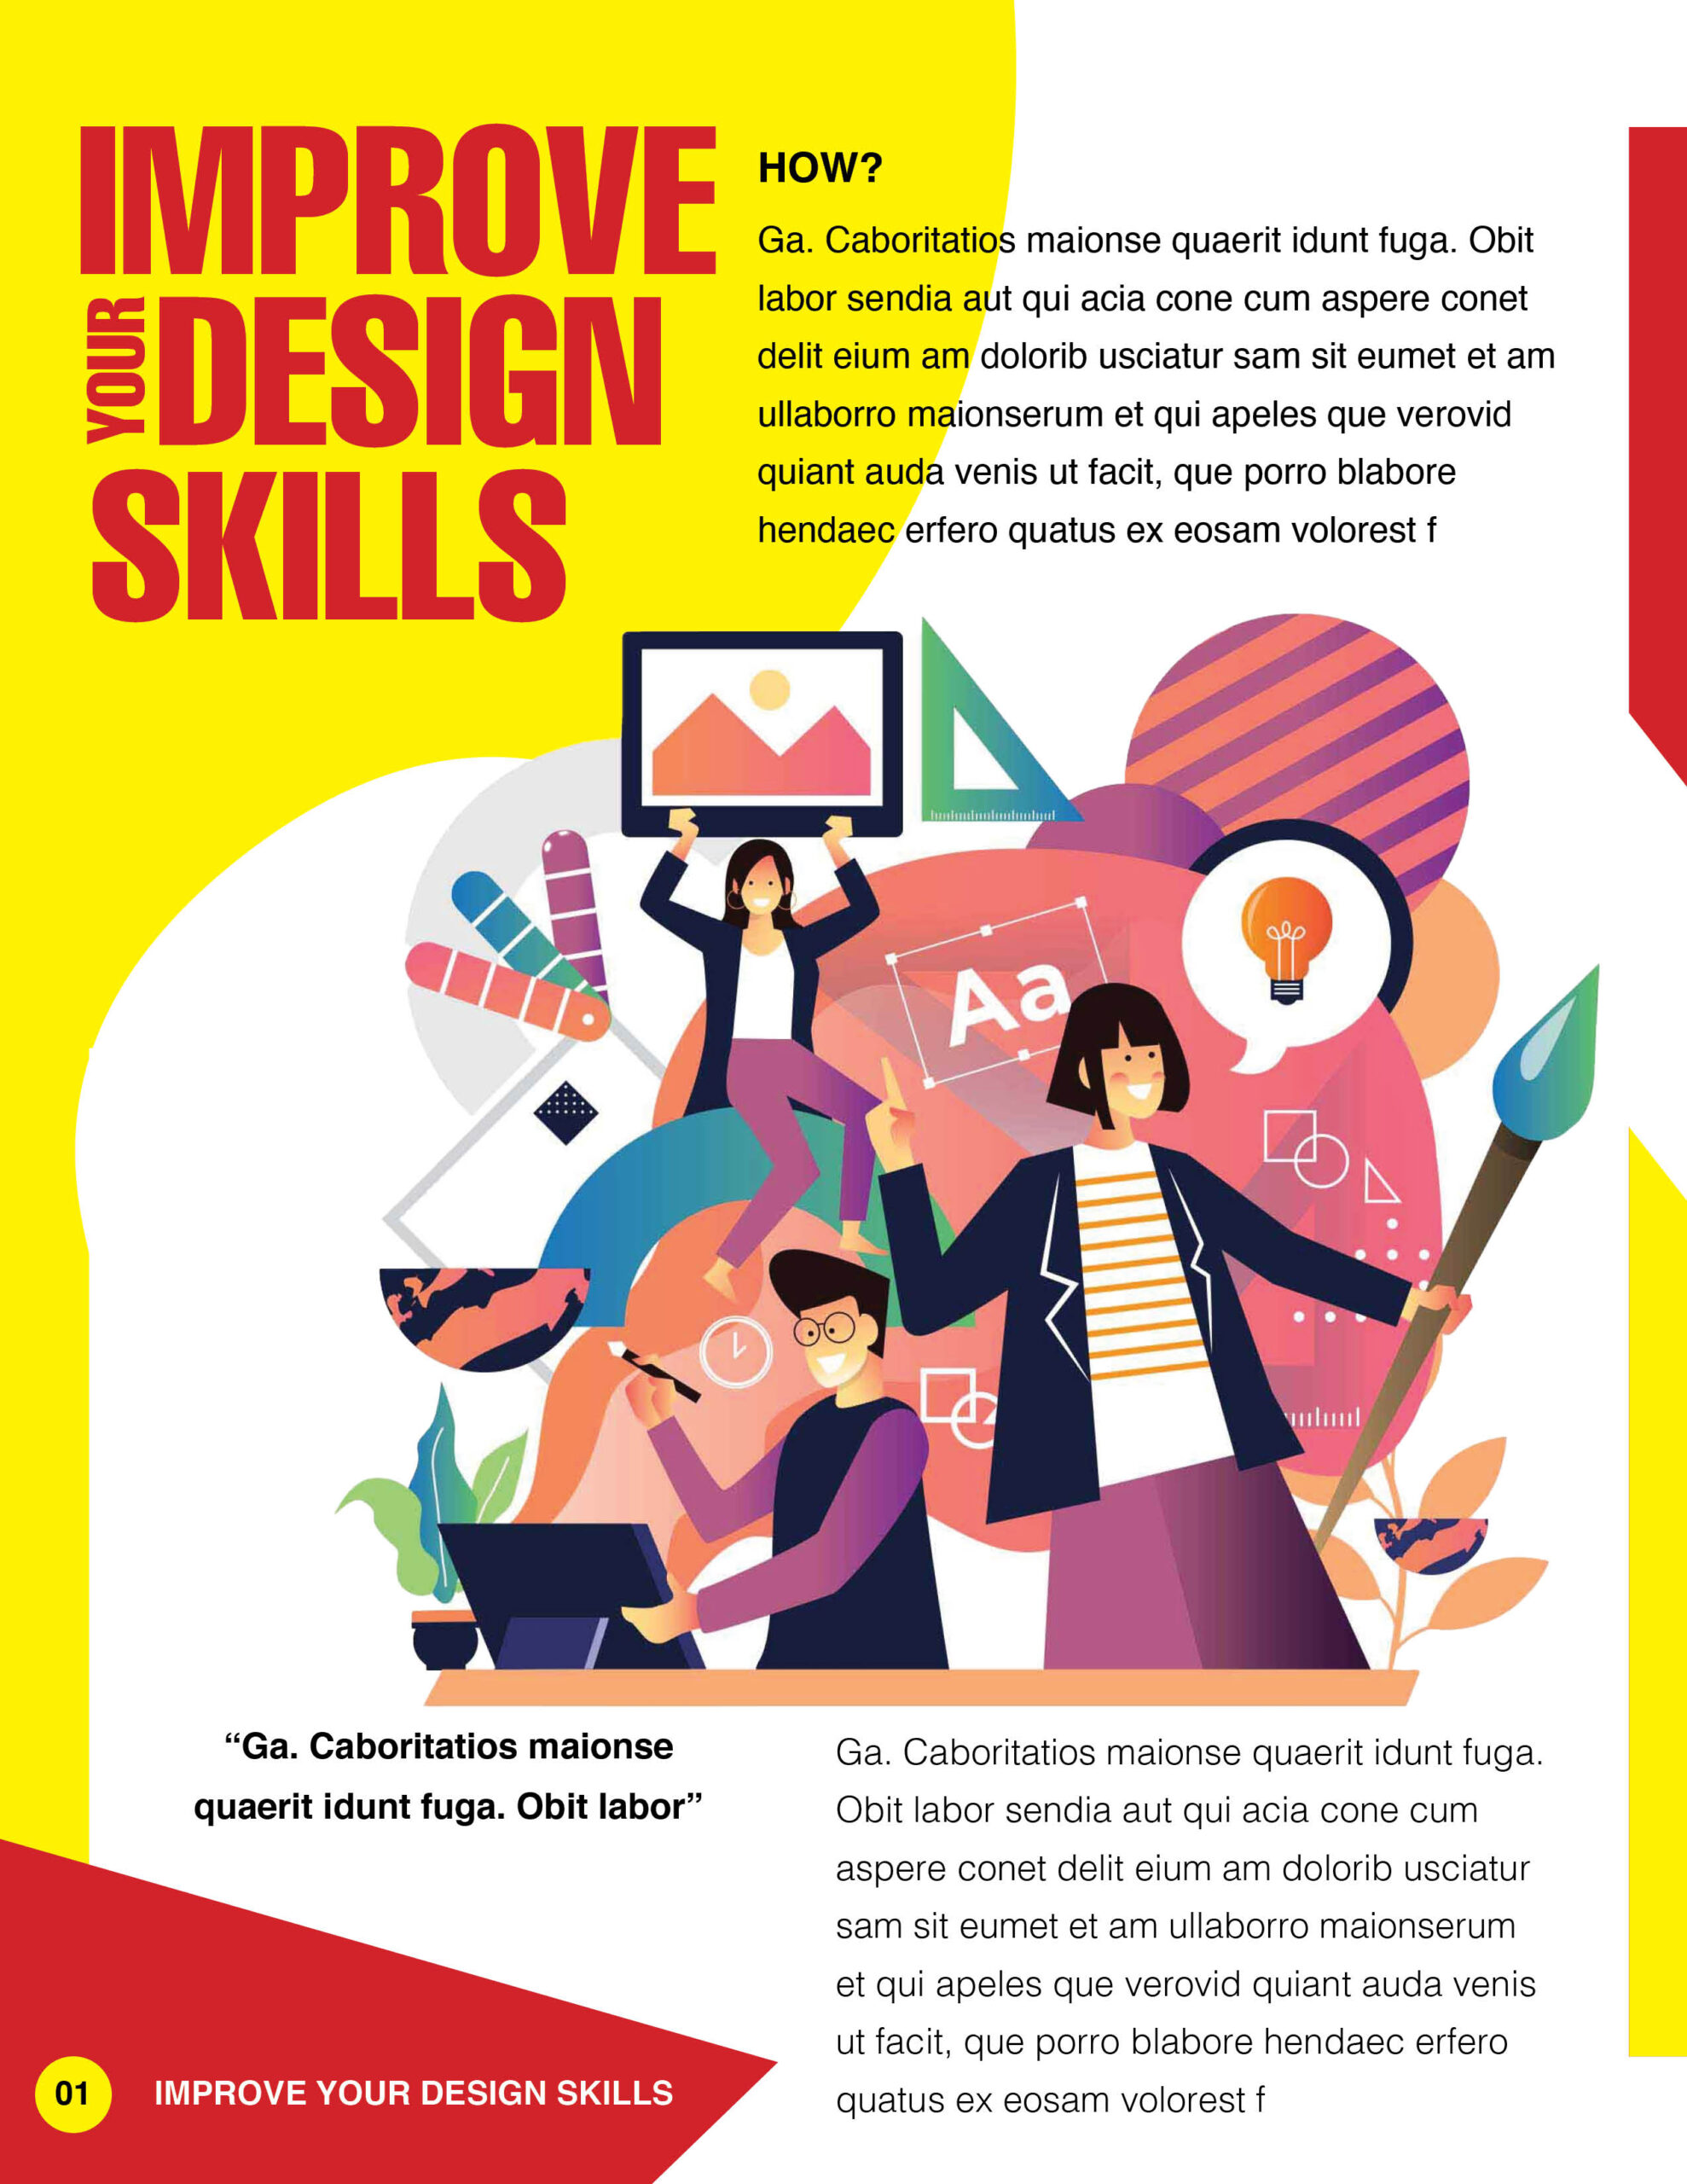 IMPROVE
YOUR DESIGN
SKILLS
HOW?
Ga. Caboritatios maionse quaerit idunt fuga. Obit
labor sendia aut qui acia cone cum aspere conet
delit eium am dolorib usciatur sam sit eumet et am
ullaborro maionserum et qui apeles que verovid
quiant auda venis ut facit, que porro blabore
hendaec erfero quatus ex eosam volorest f
Aa
“Ga. Caboritatios maionse
quaerit idunt fuga. Obit labor”
Ga. Caboritatios maionse quaerit idunt fuga.
Obit labor sendia aut qui acia cone cum
aspere conet delit eium am dolorib usciatur
sam sit eumet et am ullaborro maionserum
et qui apeles que verovid quiant auda venis
ut facit, que porro blabore hendaec erfero
quatus ex eosam volorest f
01 IMPROVE YOUR DESIGN SKILLS